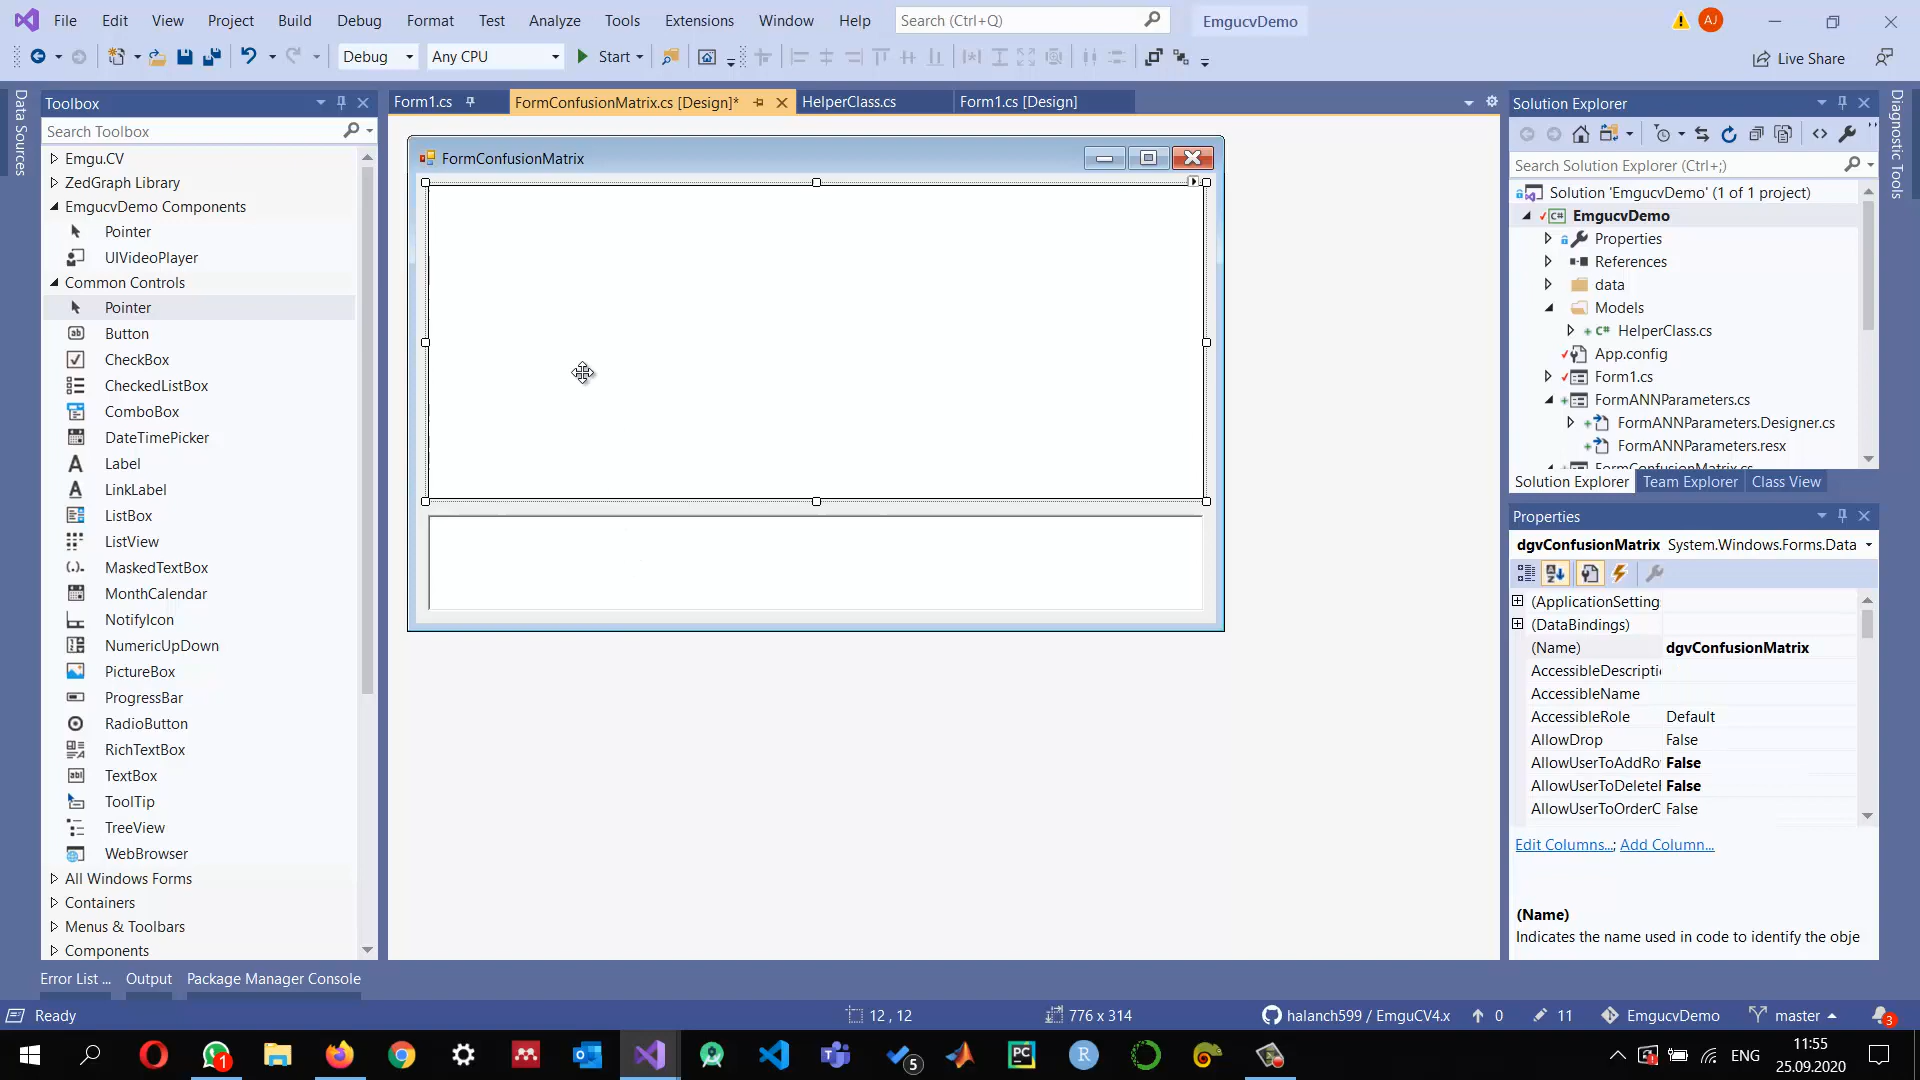 File Edit View Project Build Debug Format Test Analyze Tools Extensions Window Help Search (Ctrl+Q) EmgucvDemo AJ
Debug Any CPU Start Live Share
Data Sources
Toolbox
Search Toolbox
Emgu.CV
ZedGraph Library
EmgucvDemo Components
Pointer
UIVideoPlayer
Common Controls
Pointer
Button
CheckBox
CheckedListBox
ComboBox
DateTimePicker
Label
LinkLabel
ListBox
ListView
MaskedTextBox
MonthCalendar
NotifyIcon
NumericUpDown
PictureBox
ProgressBar
RadioButton
RichTextBox
TextBox
ToolTip
TreeView
WebBrowser
All Windows Forms
Containers
Menus & Toolbars
Components
Form1.cs FormConfusionMatrix.cs [Design]* HelperClass.cs Form1.cs [Design]
FormConfusionMatrix
Solution Explorer
Search Solution Explorer (Ctrl+;)
Solution 'EmgucvDemo' (1 of 1 project)
EmgucvDemo
Properties
References
data
Models
HelperClass.cs
App.config
Form1.cs
FormANNParameters.cs
FormANNParameters.Designer.cs
FormANNParameters.resx
FormConfusionMatrix.cs
Solution Explorer Team Explorer Class View
Diagnostic Tools
Properties
dgvConfusionMatrix System.Windows.Forms.Data
(ApplicationSetting
(DataBindings)
(Name) dgvConfusionMatrix
AccessibleDescripti
AccessibleName
AccessibleRole Default
AllowDrop False
AllowUserToAddRo False
AllowUserToDelete False
AllowUserToOrderC False
Edit Columns...; Add Column...
(Name)
Indicates the name used in code to identify the obje
Error List ... Output Package Manager Console
Ready 12 , 12 776 x 314 halanch599 / EmguCV4.x 0 11 EmgucvDemo master 3
1 5 PC R ENG 11:55
25.09.2020